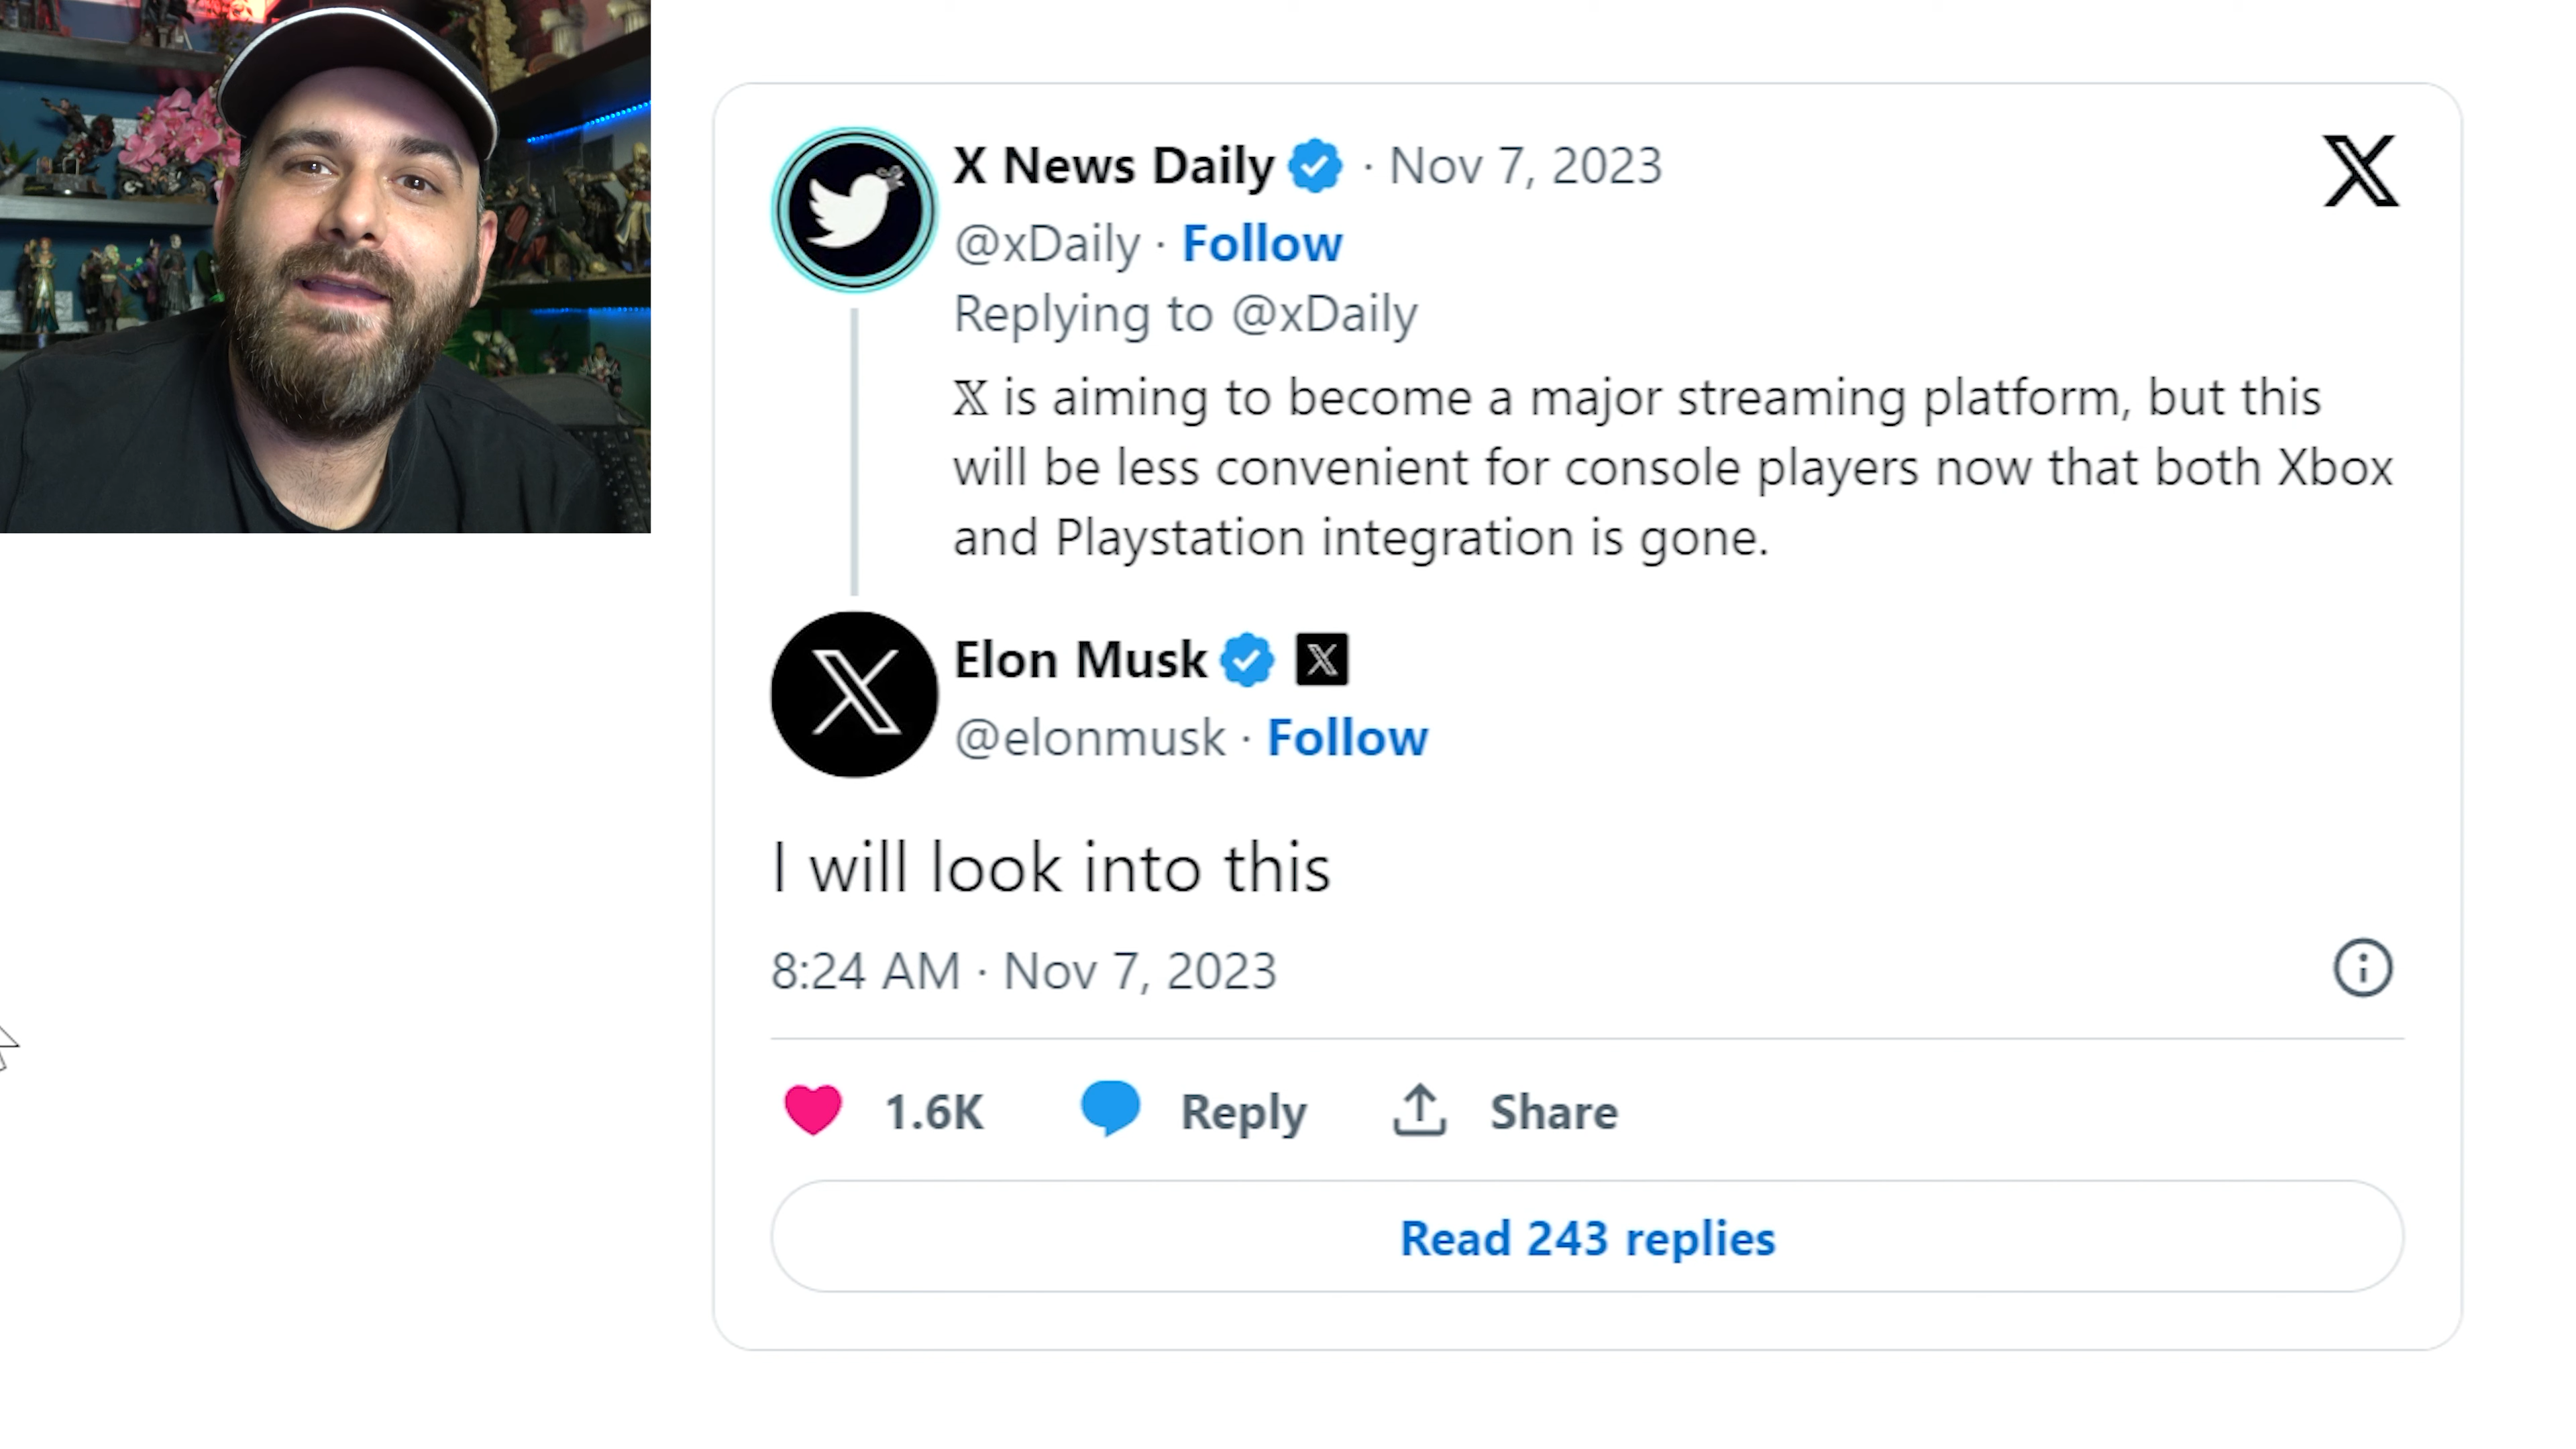 X News Daily · Nov 7, 2023
@xDaily · Follow
Replying to @xDaily
𝕏 is aiming to become a major streaming platform, but this
will be less convenient for console players now that both Xbox
and Playstation integration is gone.
Elon Musk
@elonmusk · Follow
I will look into this
8:24 AM · Nov 7, 2023
1.6K Reply Share
Read 243 replies